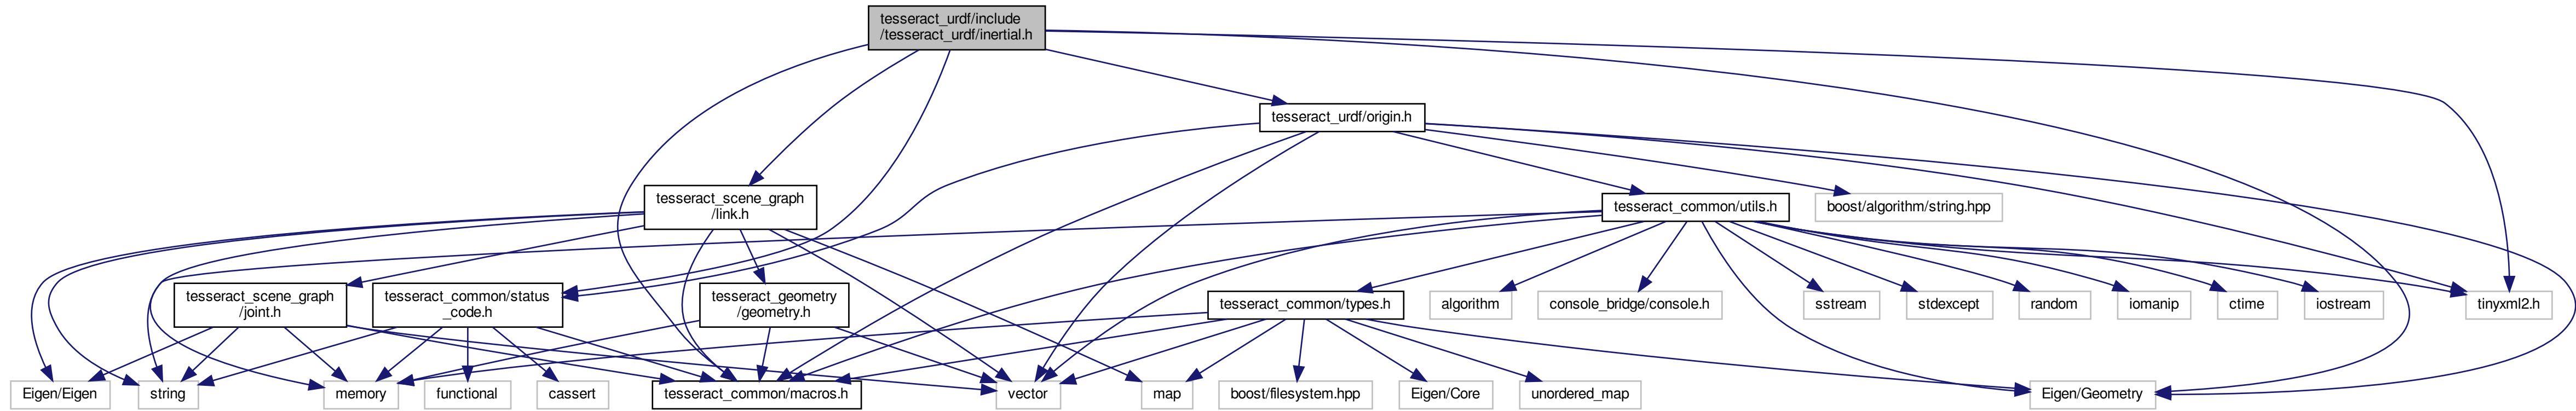 tesseract_urdf/include
/tesseract_urdf/inertial.h
tesseract_urdf/origin.h
tesseract_scene_graph
/link.h
tesseract_common/utils.h
boost/algorithm/string.hpp
tesseract_scene_graph
/joint.h
tesseract_common/status
_code.h
tesseract_geometry
/geometry.h
tesseract_common/types.h
algorithm
console_bridge/console.h
sstream
stdexcept
random
iomanip
ctime
iostream
tinyxml2.h
Eigen/Eigen
string
memory
functional
cassert
tesseract_common/macros.h
vector
map
boost/filesystem.hpp
Eigen/Core
unordered_map
Eigen/Geometry